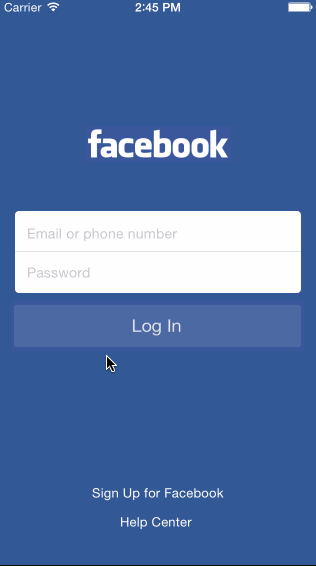 Carrier 2:45 PM
facebook
Email or phone number
Password
Log In
Sign Up for Facebook
Help Center